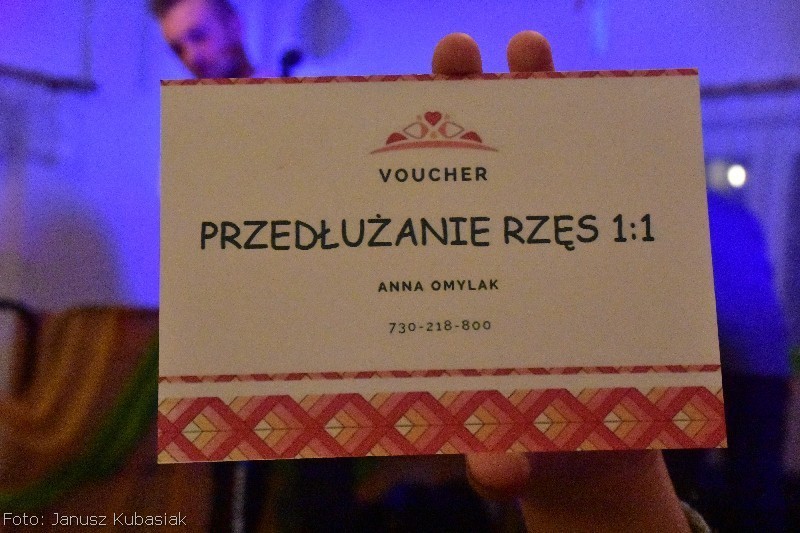 VOUCHER
PRZEDŁUŻANIE RZĘS 1:1
ANNA OMYLAK
730-218-800
Foto: Janusz Kubasiak